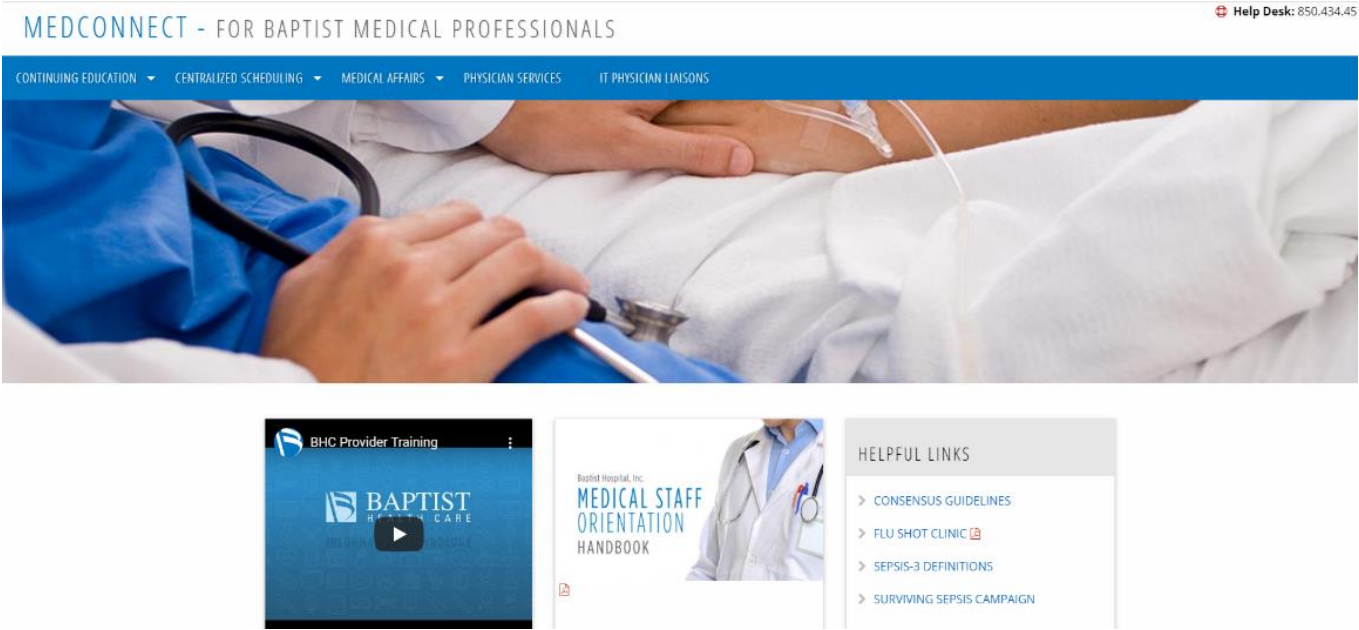 Help Desk: 850.434.45
MEDCONNECT - FOR BAPTIST MEDICAL PROFESSIONALS
CONTINUING EDUCATION
CENTRALIZED SCHEDULING
MEDICAL AFFAIRS
PHYSICIAN SERVICES
IT PHYSICIAN LIAISONS
BHC Provider Training
BAPTIST
HEALTH CARE
Baptist Hospital, Inc.
MEDICAL STAFF
ORIENTATION
HANDBOOK
HELPFUL LINKS
CONSENSUS GUIDELINES
FLU SHOT CLINIC
SEPSIS-3 DEFINITIONS
SURVIVING SEPSIS CAMPAIGN